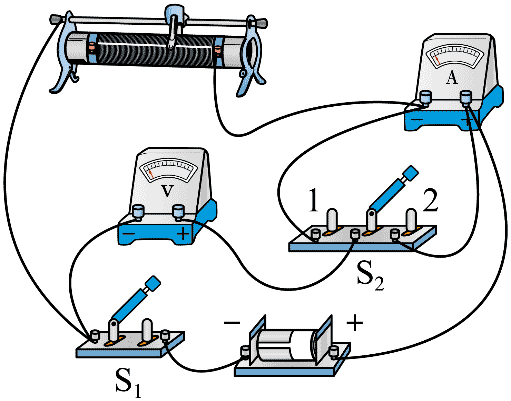 A
− +
1 2
V
− +
S2
− +
S1